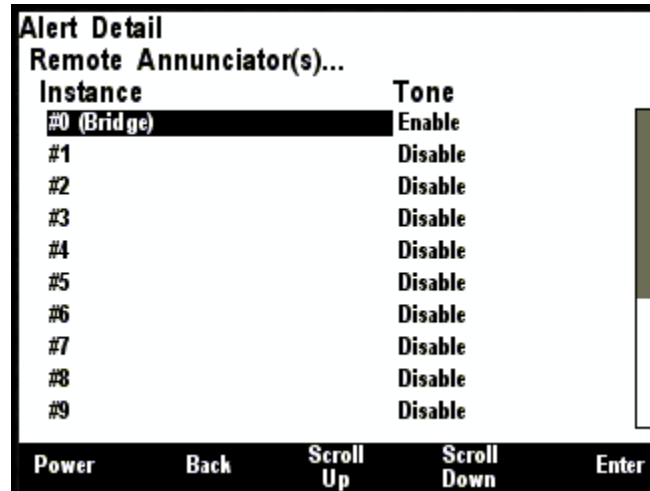 Alert Detail
Remote Annunciator(s)...
Instance Tone
#0 (Bridge) Enable
#1 Disable
#2 Disable
#3 Disable
#4 Disable
#5 Disable
#6 Disable
#7 Disable
#8 Disable
#9 Disable
Power Back Scroll Up Scroll Down Enter